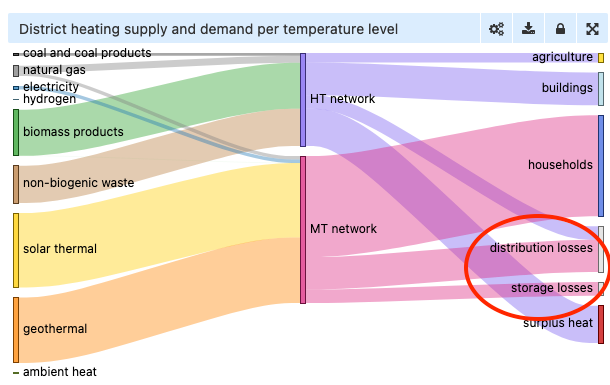 District heating supply and demand per temperature level
coal and coal products
natural gas
electricity
hydrogen
biomass products
non-biogenic waste
solar thermal
geothermal
ambient heat
HT network
MT network
agriculture
buildings
households
distribution losses
storage losses
surplus heat